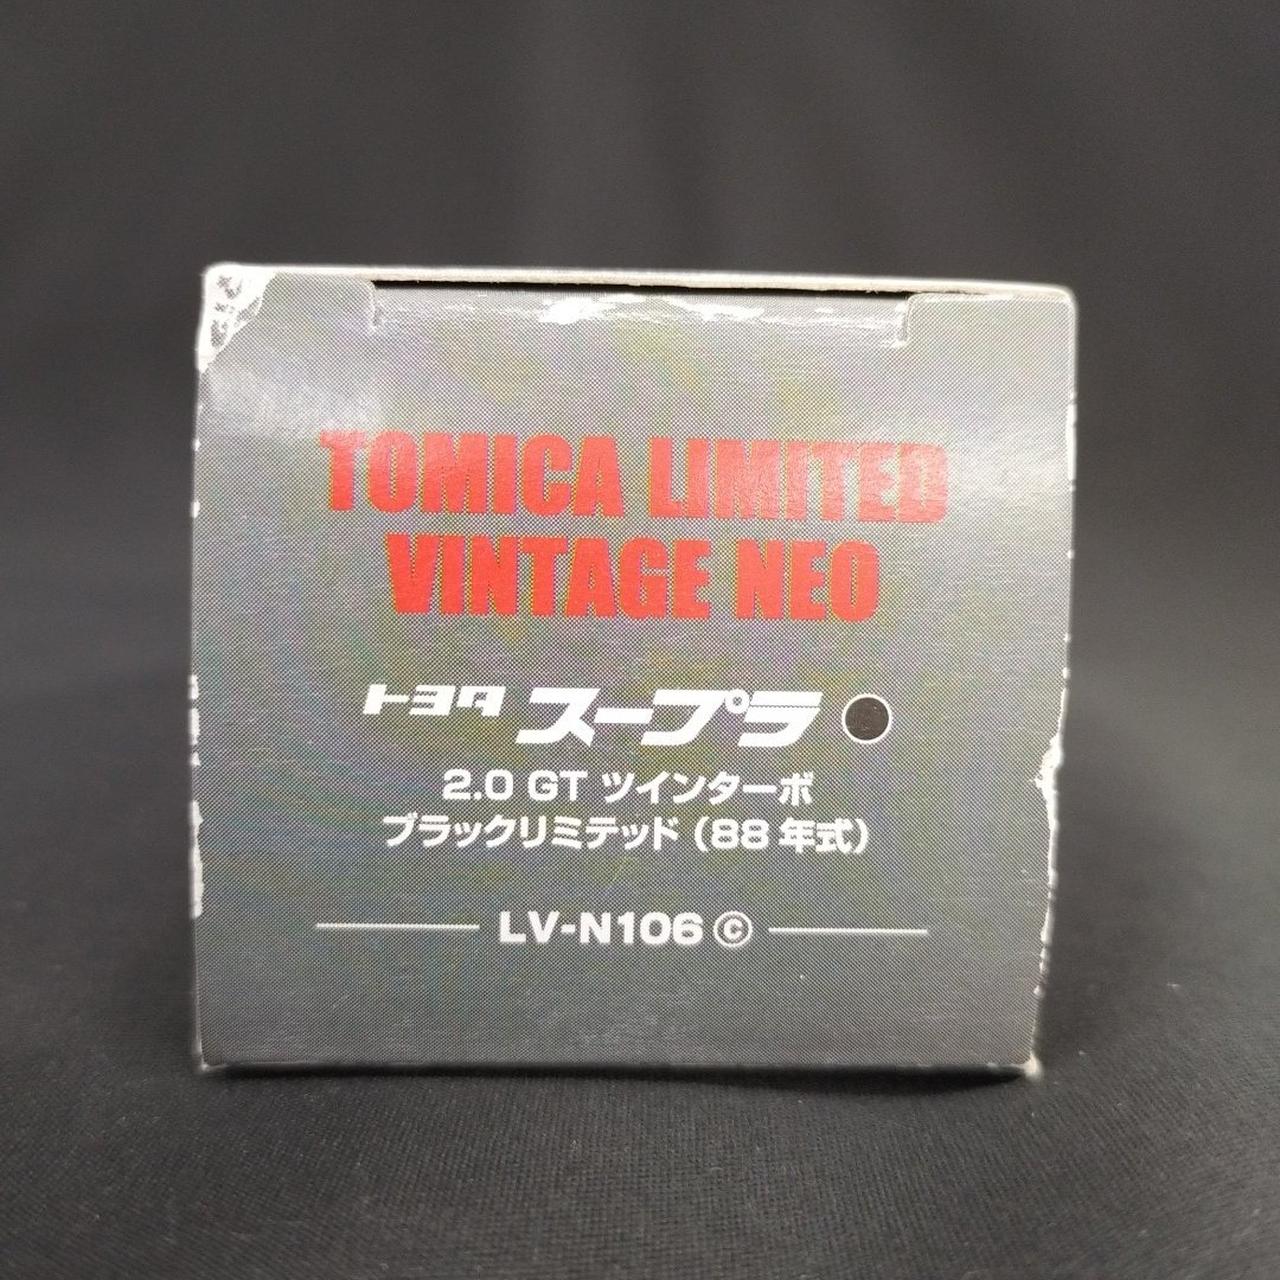 TOMICA LIMITED
VINTAGE NEO
トヨタ スープラ
2.0 GT ツインターボ
ブラックリミテッド（88年式）
LV-N106 ©